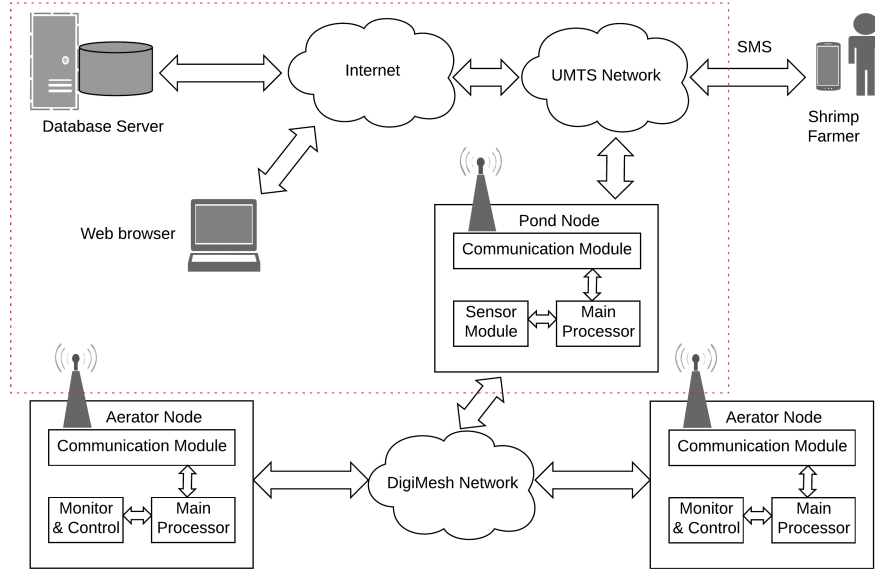 SMS
Internet
UMTS Network
Database Server
Shrimp
Farmer
Web browser
Pond Node
Communication Module
Sensor
Module
Main
Processor
Aerator Node
Communication Module
Monitor
& Control
Main
Processor
DigiMesh Network
Aerator Node
Communication Module
Monitor
& Control
Main
Processor